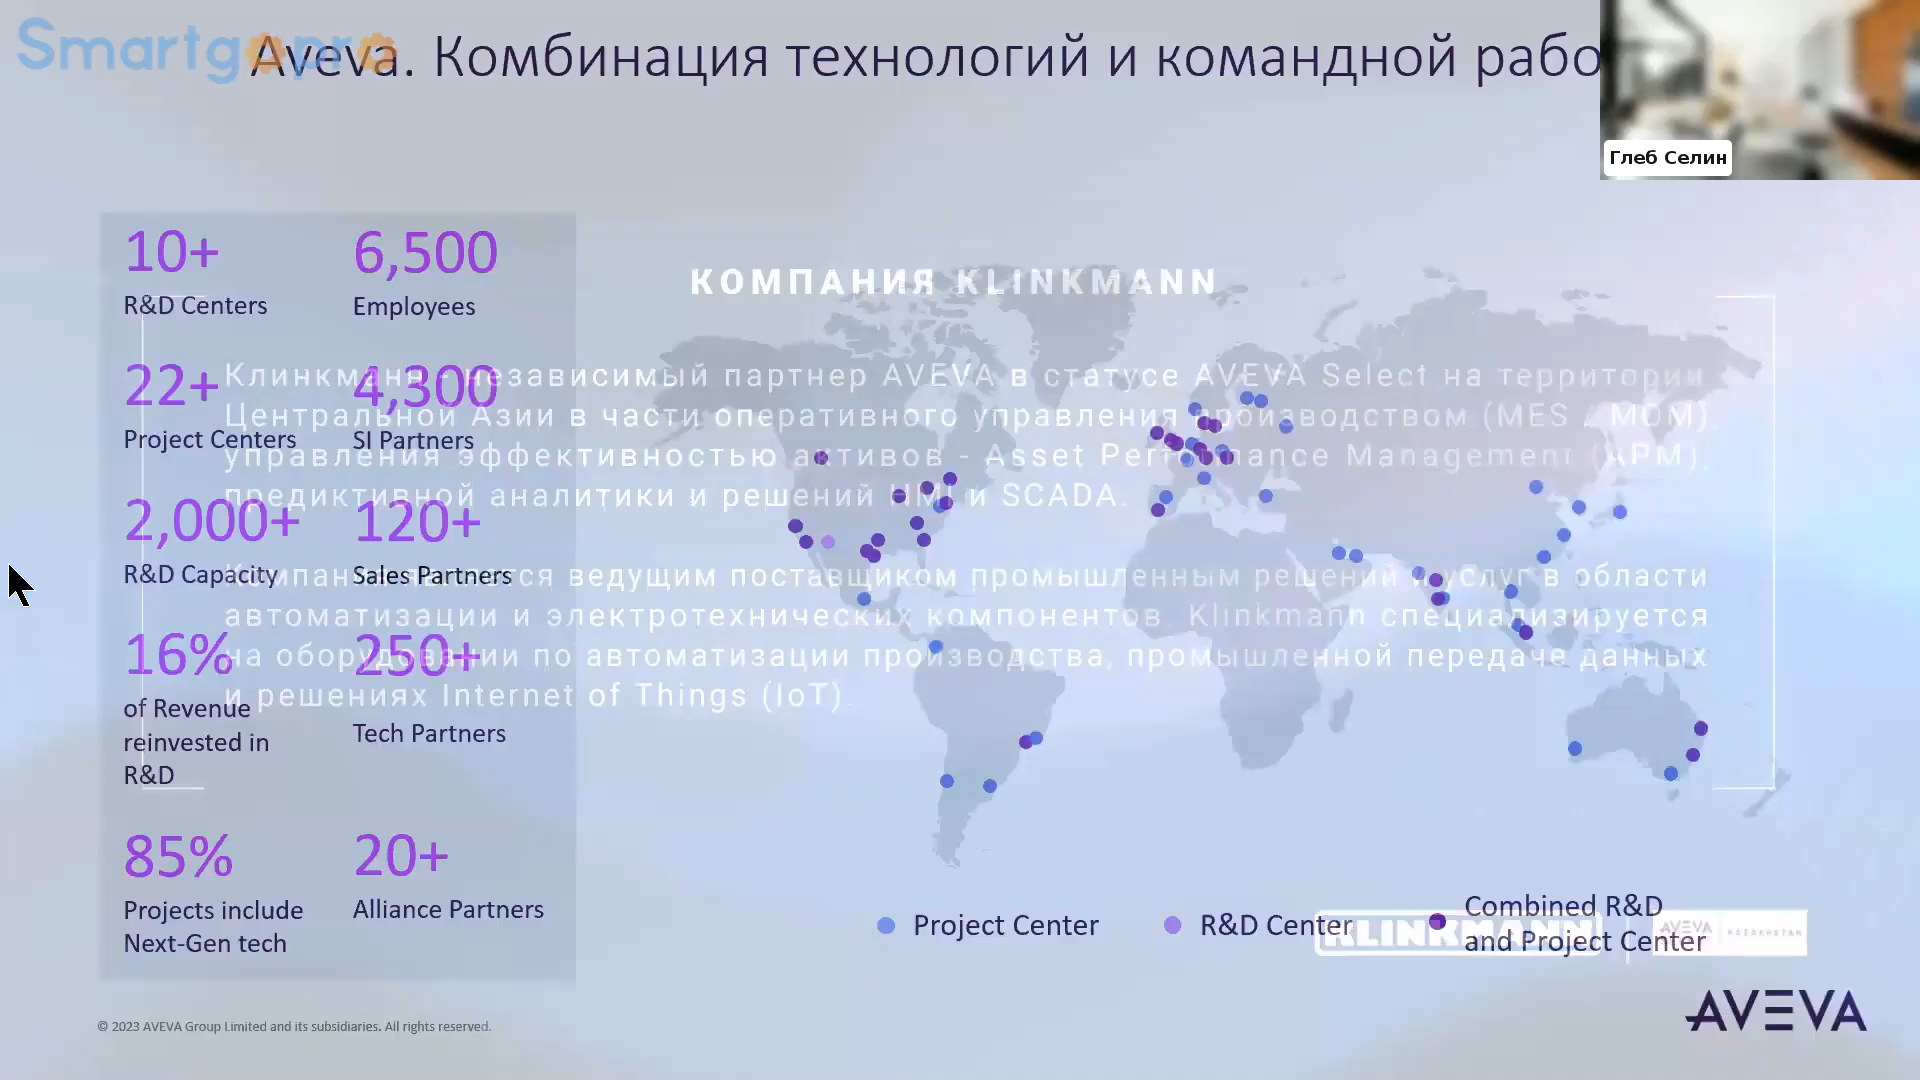 Smartgopro
Aveva. Комбинация технологий и командной рабо
Глеб Селин
10+
R&D Centers
6,500
Employees
22+
Project Centers
4,300
SI Partners
2,000+
R&D Capacity
120+
Sales Partners
16%
of Revenue
reinvested in
R&D
250+
Tech Partners
85%
Projects include
Next-Gen tech
20+
Alliance Partners
КОМПАНИЯ KLINKMANN
Клинкманн - независимый партнер AVEVA в статусе AVEVA Select на территории
Центральной Азии в части оперативного управления производством (MES / MOM),
управления эффективностью активов - Asset Performance Management (APM),
предиктивной аналитики и решений HMI и SCADA.
Компания является ведущим поставщиком промышленным решений и услуг в области
автоматизации и электротехнических компонентов. Klinkmann специализируется
на оборудовании по автоматизации производства, промышленной передаче данных
и решениях Internet of Things (IoT).
Project Center
R&D Center
Combined R&D
and Project Center
KLINKMANN
AVEVA
SELECT
KAZAKHSTAN
© 2023 AVEVA Group Limited and its subsidiaries. All rights reserved.
AVEVA